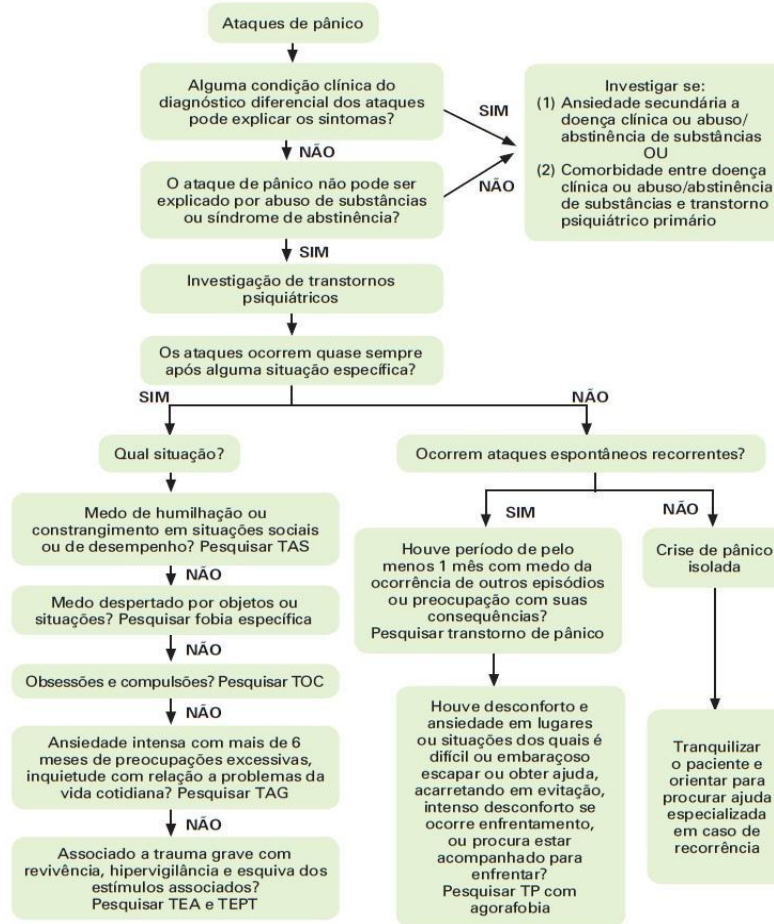 Ataques de pânico
Alguma condição clínica do
diagnóstico diferencial dos ataques
pode explicar os sintomas?
SIM
Investigar se:
(1) Ansiedade secundária a
doença clínica ou abuso/
abstinência de substâncias
OU
(2) Comorbidade entre doença
clínica ou abuso/abstinência
de substâncias e transtorno
psiquiátrico primário
NÃO
O ataque de pânico não pode ser
explicado por abuso de substâncias
ou síndrome de abstinência?
NÃO
SIM
Investigação de transtornos
psiquiátricos
Os ataques ocorrem quase sempre
após alguma situação específica?
SIM
NÃO
Qual situação?
Medo de humilhação ou
constrangimento em situações sociais
ou de desempenho? Pesquisar TAS
NÃO
Medo despertado por objetos ou
situações? Pesquisar fobia específica
NÃO
Obsessões e compulsões? Pesquisar TOC
NÃO
Ansiedade intensa com mais de 6
meses de preocupações excessivas,
inquietude com relação a problemas da
vida cotidiana? Pesquisar TAG
NÃO
Associado a trauma grave com
revivência, hipervigilância e esquiva dos
estímulos associados?
Pesquisar TEA e TEPT
Ocorrem ataques espontâneos recorrentes?
SIM
NÃO
Houve período de pelo
menos 1 mês com medo da
ocorrência de outros episódios
ou preocupação com suas
consequências?
Pesquisar transtorno de pânico
Houve desconforto e
ansiedade em lugares
ou situações dos quais é
difícil ou embaraçoso
escapar ou obter ajuda,
acarretando em evitação,
intenso desconforto se
ocorre enfrentamento,
ou procura estar
acompanhado para
enfrentar?
Pesquisar TP com
agorafobia
Crise de pânico
isolada
Tranquilizar
o paciente e
orientar para
procurar ajuda
especializada
em caso de
recorrência